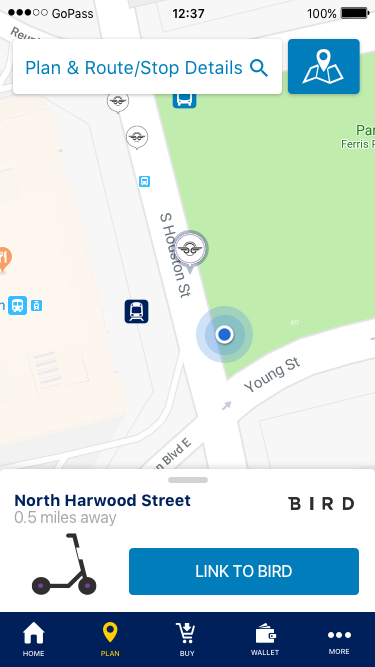 GoPass 12:37 100%
Reu
Plan & Route/Stop Details
Par
Ferris P
S Houston St
n
Young St
n Blvd E
North Harwood Street
0.5 miles away
BIRD
LINK TO BIRD
HOME PLAN BUY WALLET MORE